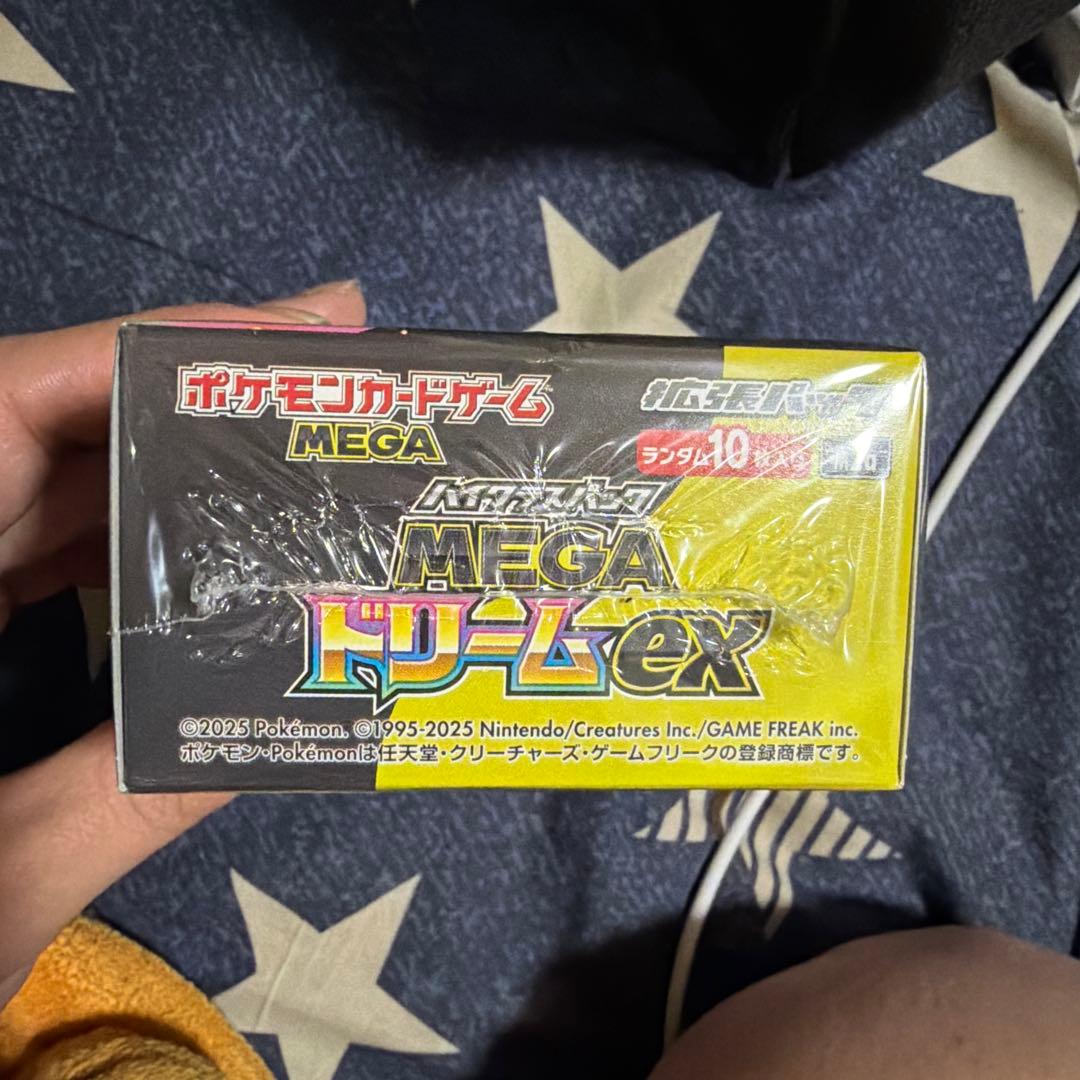 ポケモンカードゲーム
MEGA
拡張パック
ランダム10枚入り
ハイクラスパック
MEGA
ドリームex
©2025 Pokémon. ©1995-2025 Nintendo/Creatures Inc./GAME FREAK inc.
ポケモン・Pokémonは任天堂・クリーチャーズ・ゲームフリークの登録商標です。